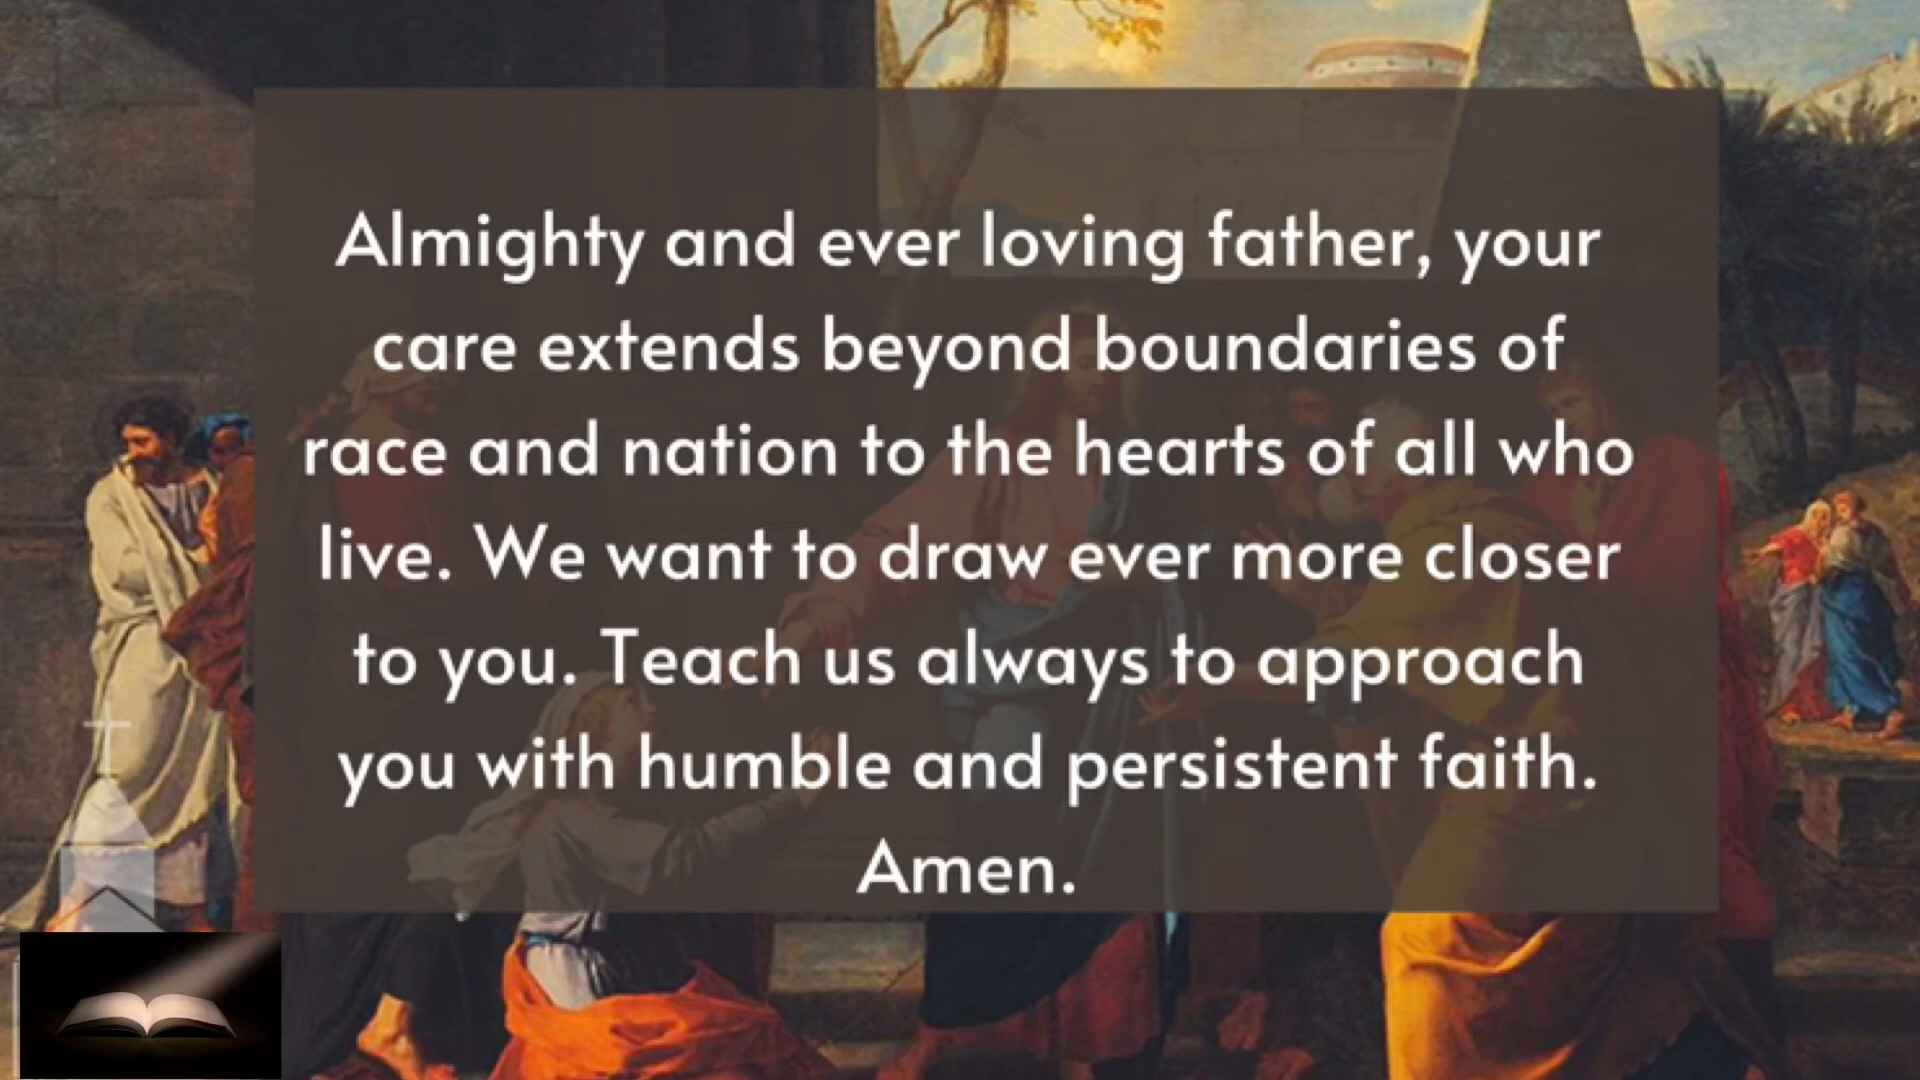 Almighty and ever loving father, your
care extends beyond boundaries of
race and nation to the hearts of all who
live. We want to draw ever more closer
to you. Teach us always to approach
you with humble and persistent faith.
Amen.